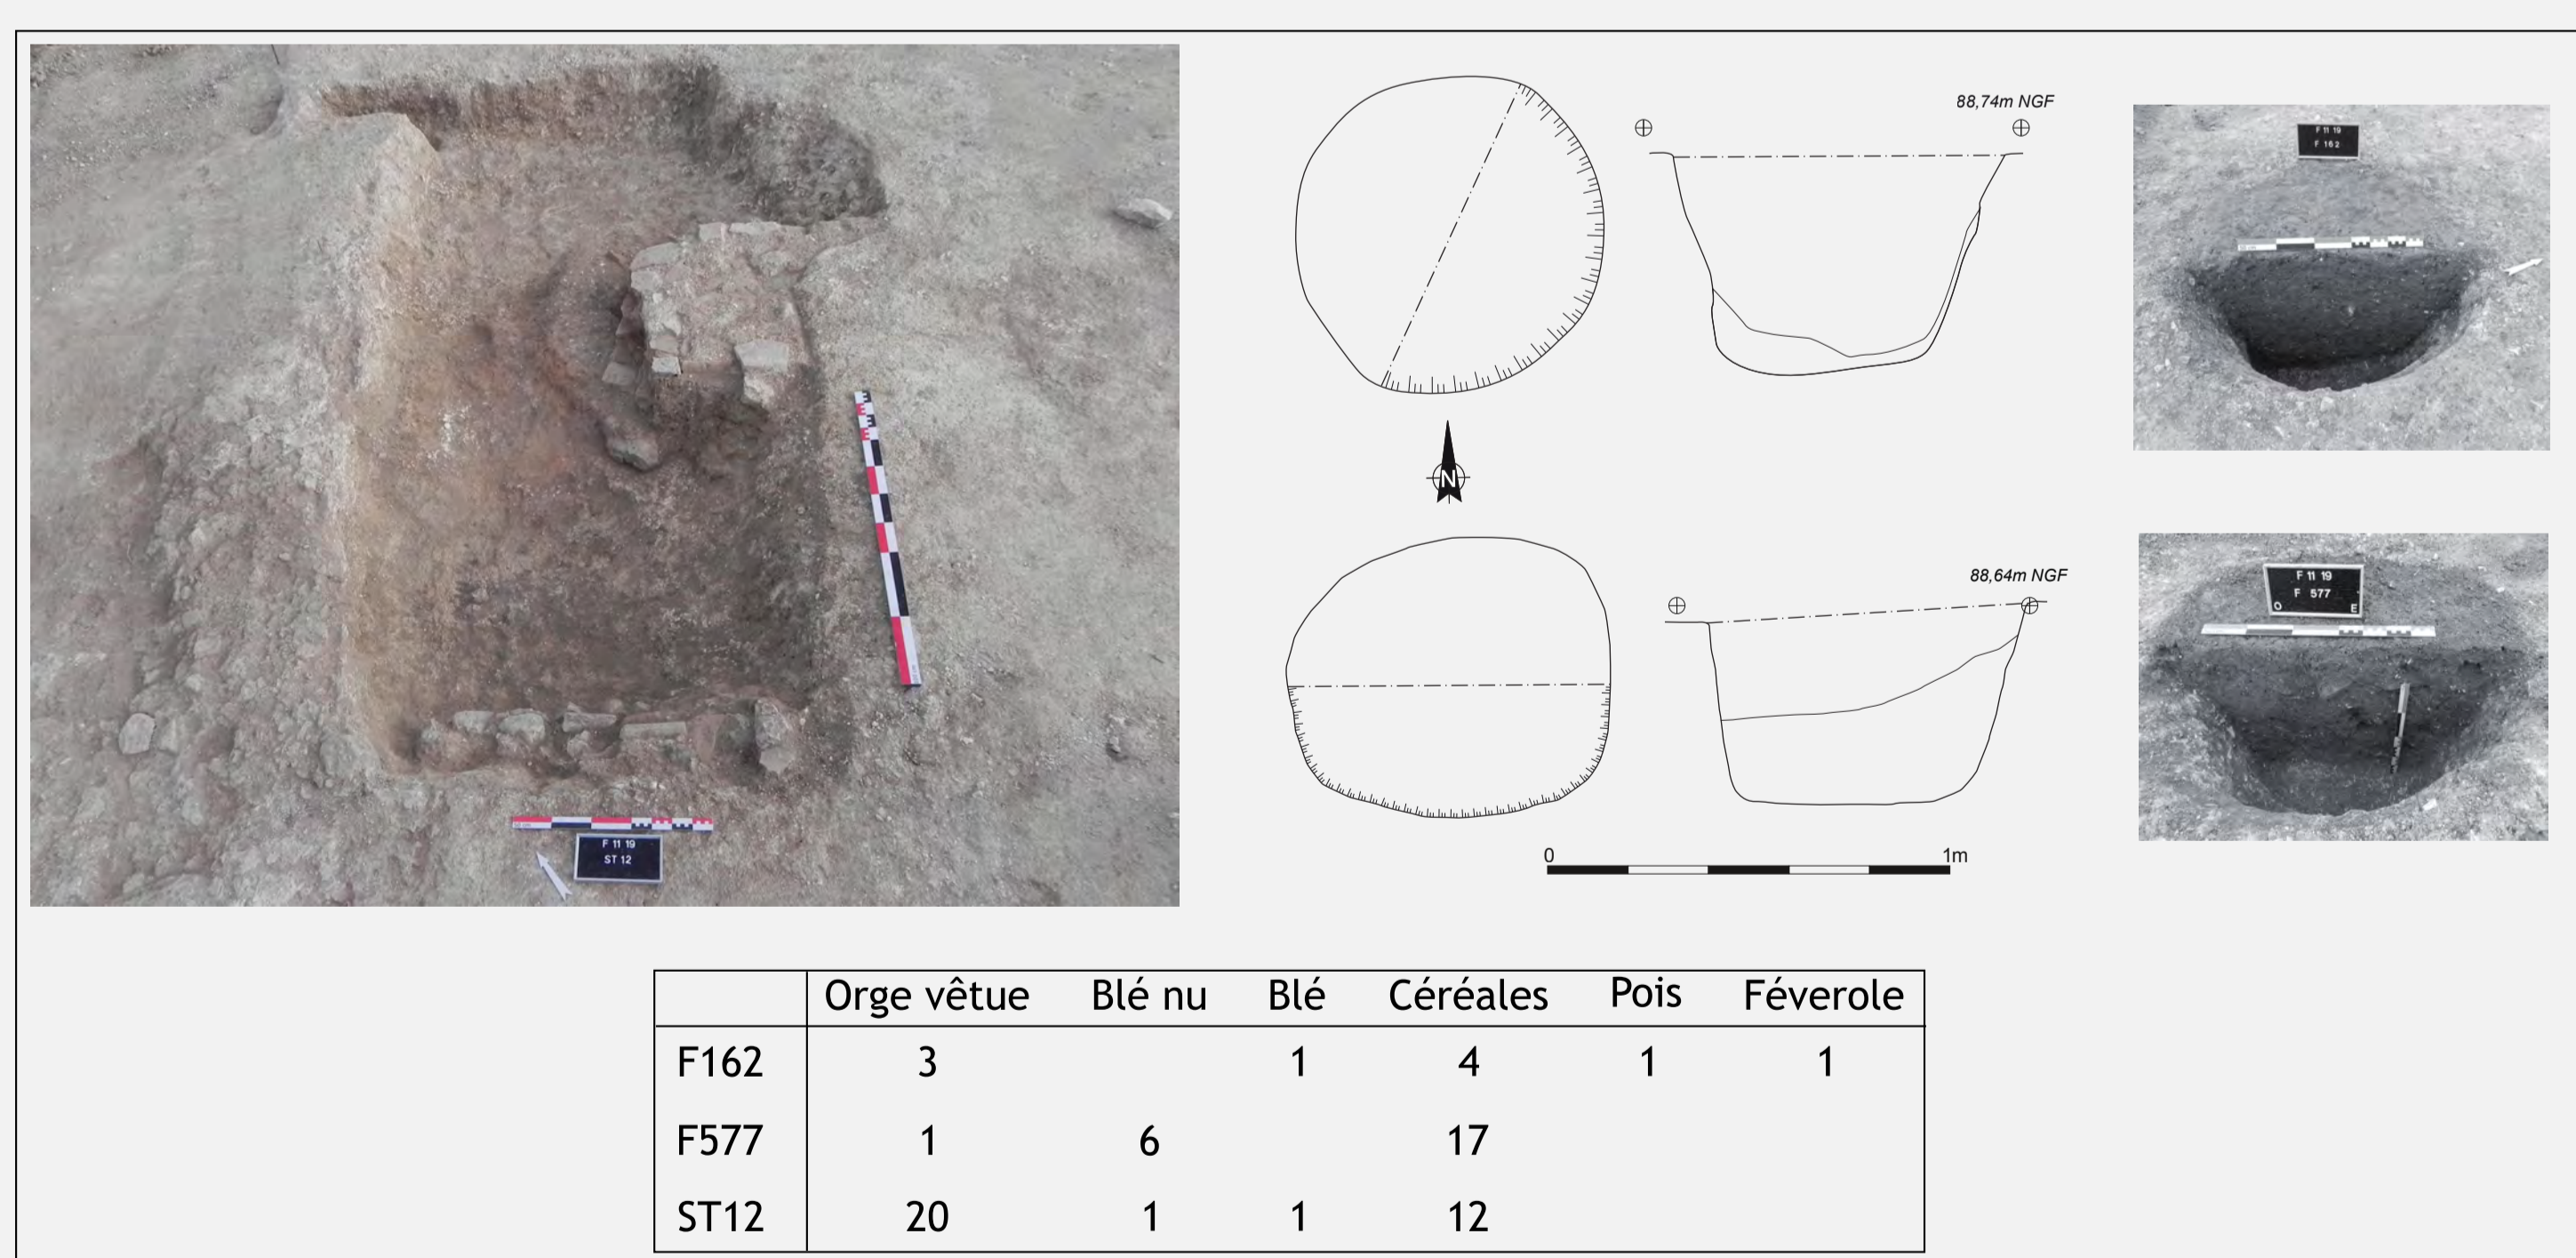 F 11 19
ST 12
88,74m NGF
F 11 19
F 162
N
88,64m NGF
F 11 19
F 577
O E
0 1m
Orge vêtue Blé nu Blé Céréales Pois Féverole
F162 3 1 4 1 1
F577 1 6 17
ST12 20 1 1 12